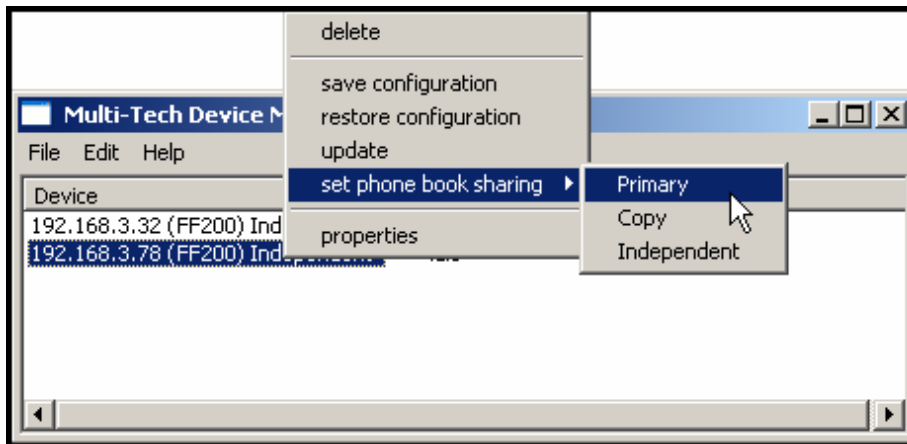 delete
save configuration
restore configuration
update
set phone book sharing
properties
Primary
Copy
Independent
Multi-Tech Device
File Edit Help
Device
192.168.3.32 (FF200) Ind
192.168.3.78 (FF200)